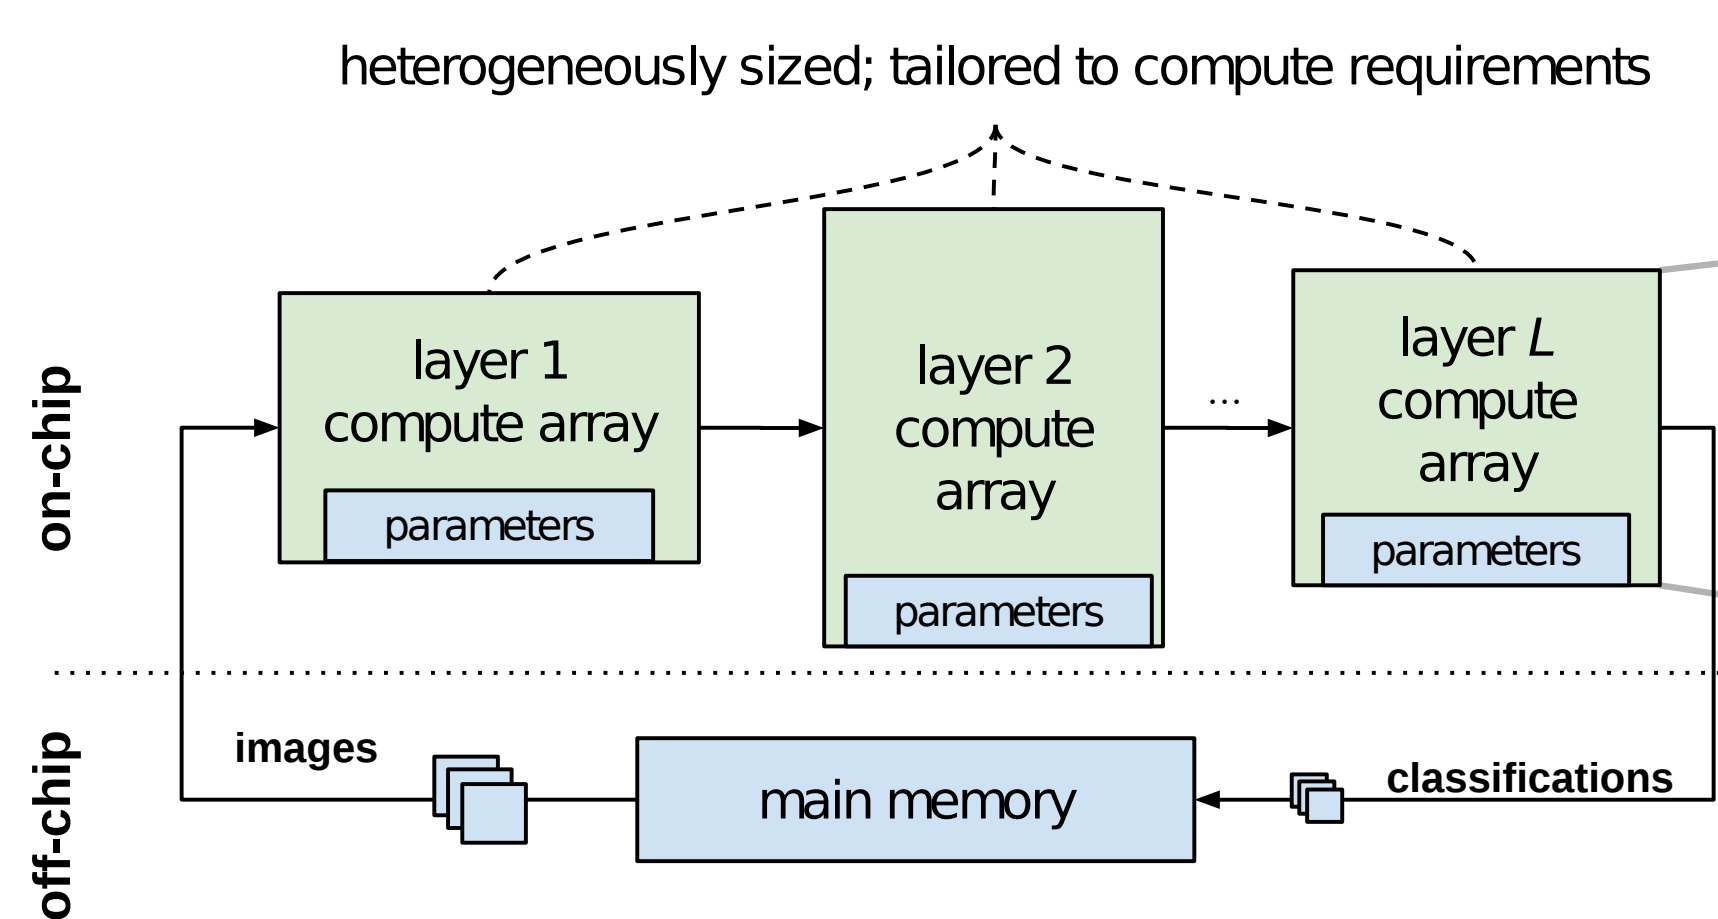 heterogeneously sized; tailored to compute requirements
on-chip
layer 1
compute array
parameters
layer 2
compute
array
parameters
...
layer L
compute
array
parameters
off-chip
images
main memory
classifications